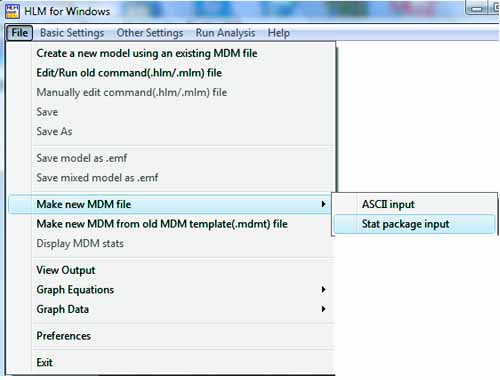 HLM for Windows
File Basic Settings Other Settings Run Analysis Help
Create a new model using an existing MDM file
Edit/Run old command(.hlm/.mlm) file
Manually edit command(.hlm/.mlm) file
Save
Save As
Save model as .emf
Save mixed model as .emf
Make new MDM file
ASCII input
Make new MDM from old MDM template(.mdmt) file
Stat package input
Display MDM stats
View Output
Graph Equations
Graph Data
Preferences
Exit